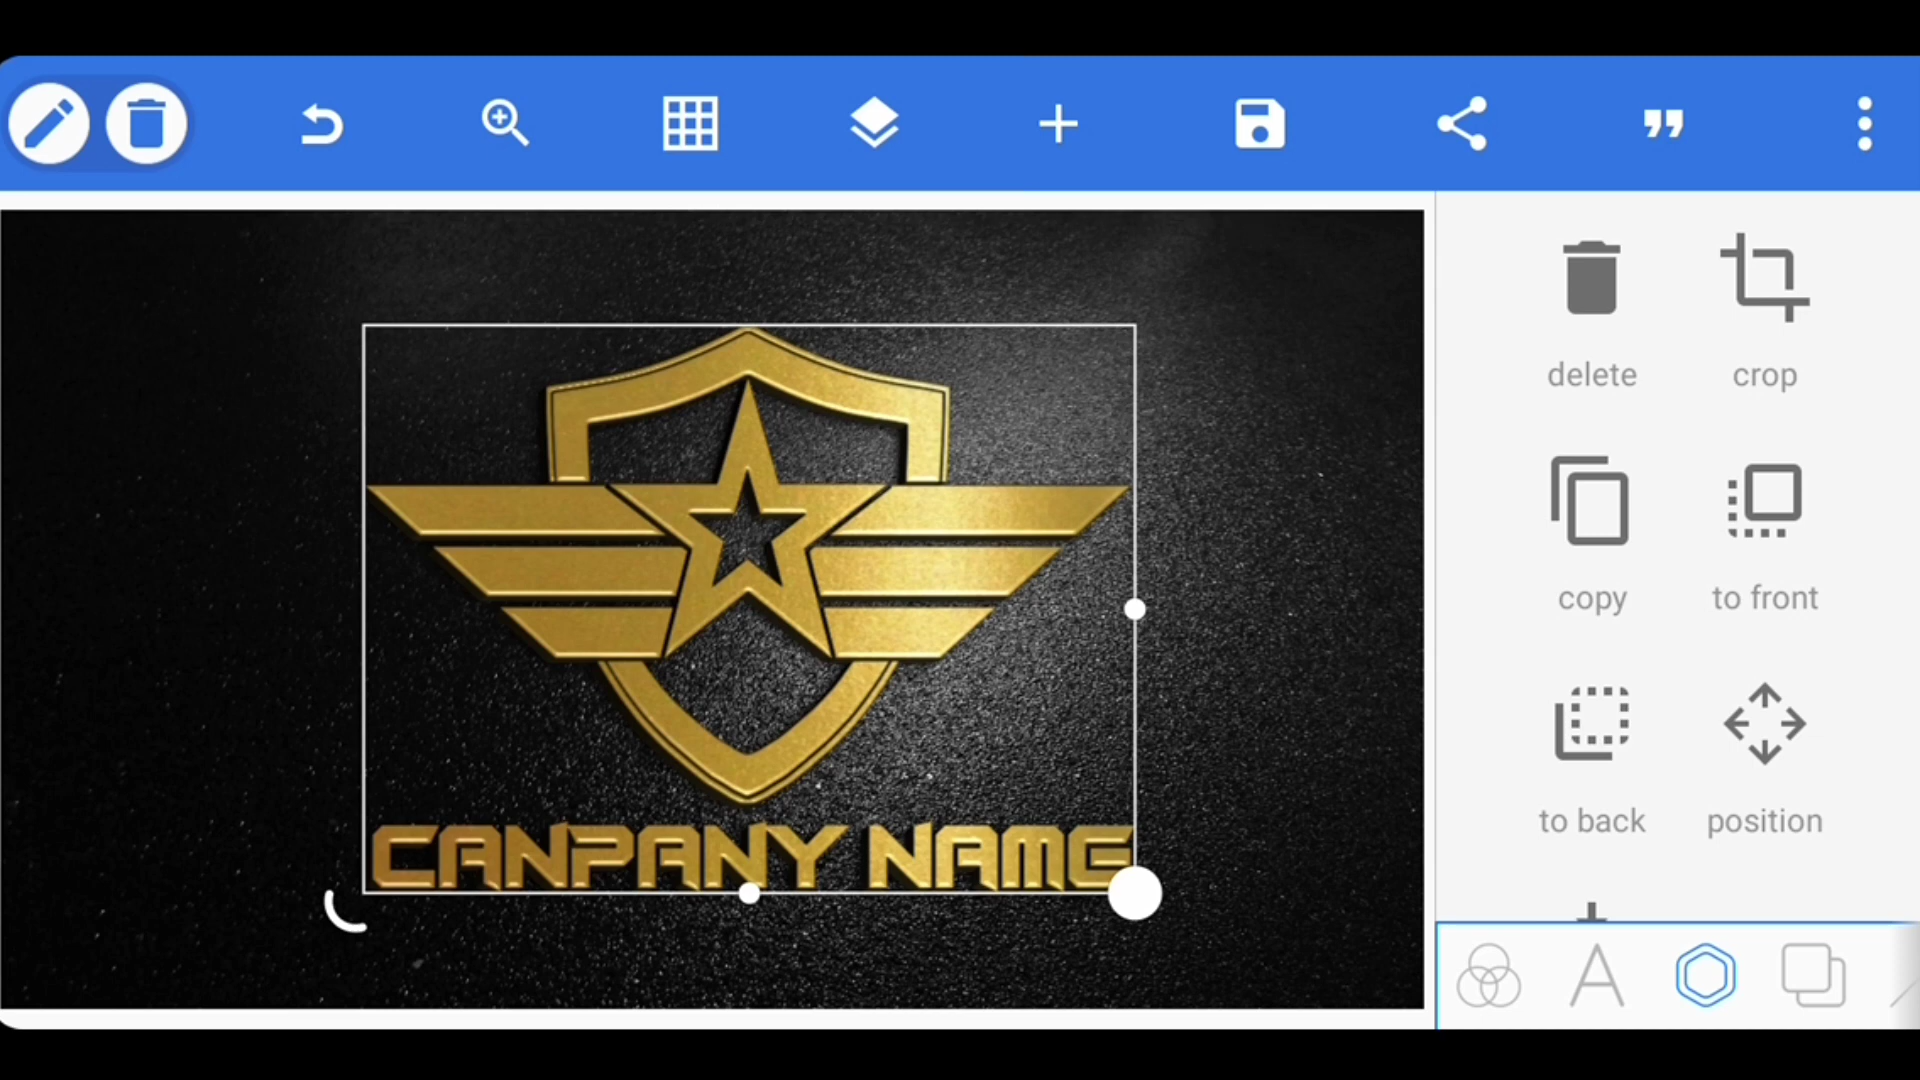 delete
crop
copy
to front
to back
position
CANPANY NAME